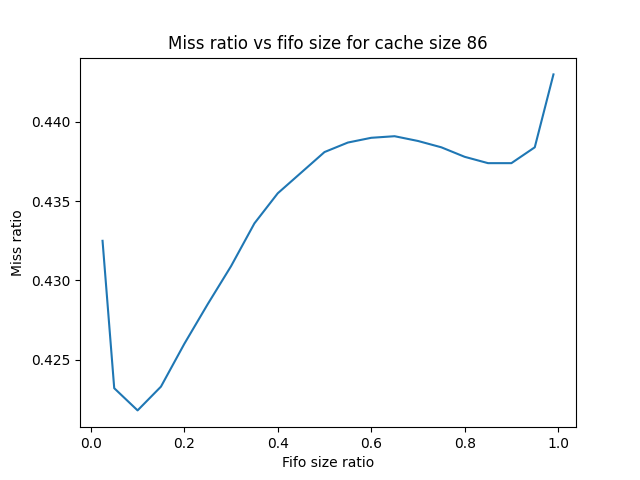 Miss ratio vs fifo size for cache size 86
0.440
0.435
0.430
0.425
Miss ratio
0.0 0.2 0.4 0.6 0.8 1.0
Fifo size ratio